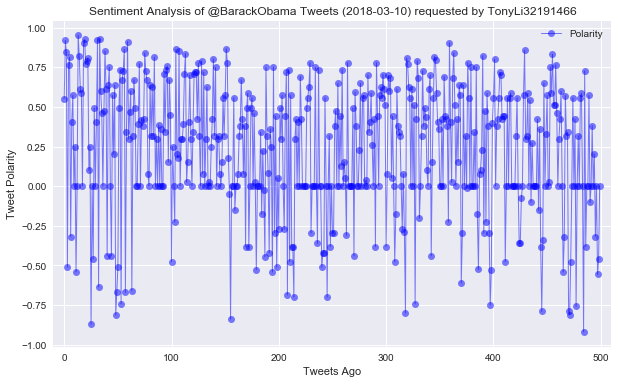 Sentiment Analysis of @BarackObama Tweets (2018-03-10) requested by TonyLi32191466
Polarity
1.00
0.75
0.50
0.25
0.00
−0.25
−0.50
−0.75
−1.00
Tweet Polarity
0 100 200 300 400 500
Tweets Ago